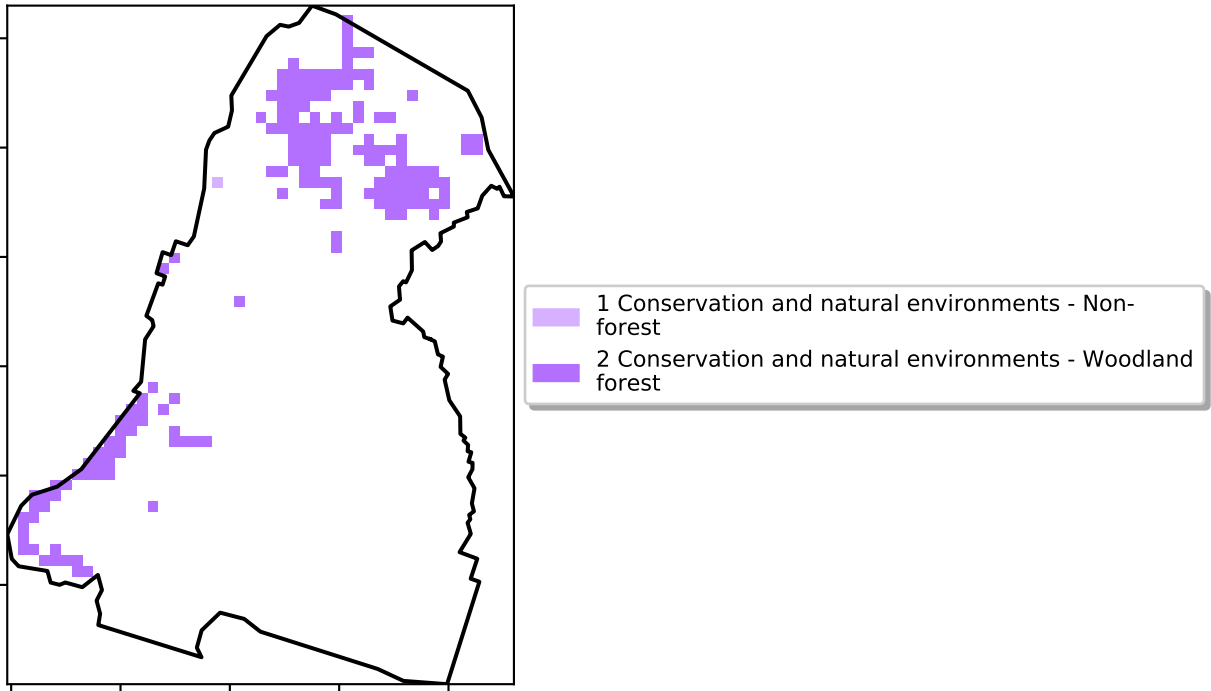 1 Conservation and natural environments - Non-
forest
2 Conservation and natural environments - Woodland
forest